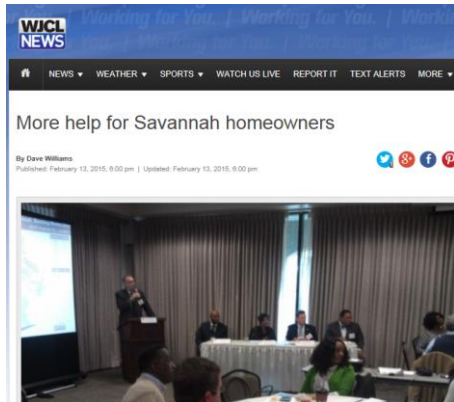 Working for You. | Working for You. | Worki
WJCL
NEWS
NEWS WEATHER SPORTS WATCH US LIVE REPORT IT TEXT ALERTS MORE
More help for Savannah homeowners
By Dave Williams
Published: February 13, 2015, 6:00 pm | Updated: February 13, 2015, 6:00 pm